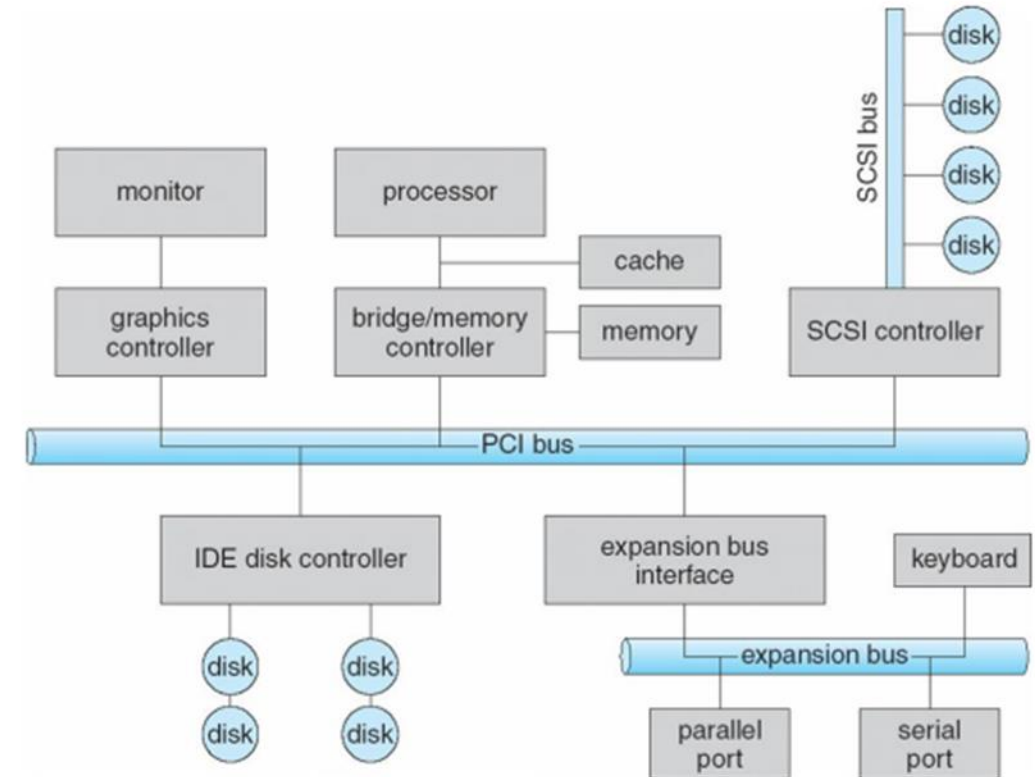 disk
disk
disk
disk
SCSI bus
monitor
processor
cache
graphics
controller
bridge/memory
controller
memory
SCSI controller
PCI bus
IDE disk controller
expansion bus
interface
keyboard
disk
disk
disk
disk
expansion bus
parallel
port
serial
port